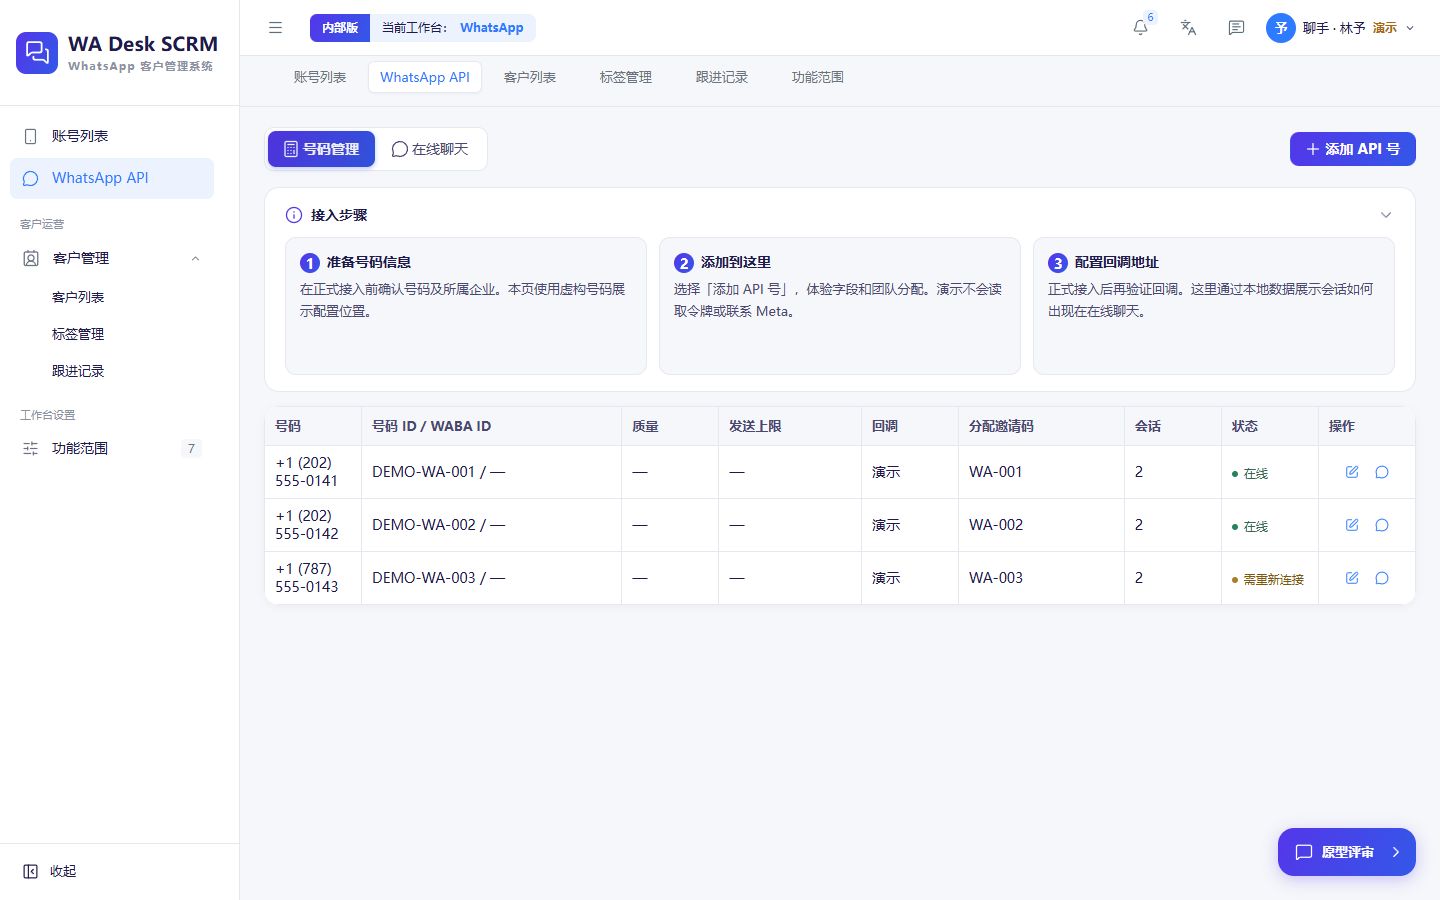 WA Desk SCRM
WhatsApp 客户管理系统
账号列表
WhatsApp API
客户运营
客户管理
客户列表
标签管理
跟进记录
工作台设置
功能范围 7
收起
内部版 当前工作台： WhatsApp
6
予 聊手 · 林予 演示
账号列表 WhatsApp API 客户列表 标签管理 跟进记录 功能范围
号码管理 在线聊天
添加 API 号
接入步骤
1 准备号码信息
在正式接入前确认号码及所属企业。本页使用虚构号码展
示配置位置。
2 添加到这里
选择「添加 API 号」，体验字段和团队分配。演示不会读
取令牌或联系 Meta。
3 配置回调地址
正式接入后再验证回调。这里通过本地数据展示会话如何
出现在在线聊天。
号码 号码 ID / WABA ID 质量 发送上限 回调 分配邀请码 会话 状态 操作
+1 (202)
555-0141 DEMO-WA-001 / — — — 演示 WA-001 2 在线
+1 (202)
555-0142 DEMO-WA-002 / — — — 演示 WA-002 2 在线
+1 (787)
555-0143 DEMO-WA-003 / — — — 演示 WA-003 2 需重新连接
原型评审